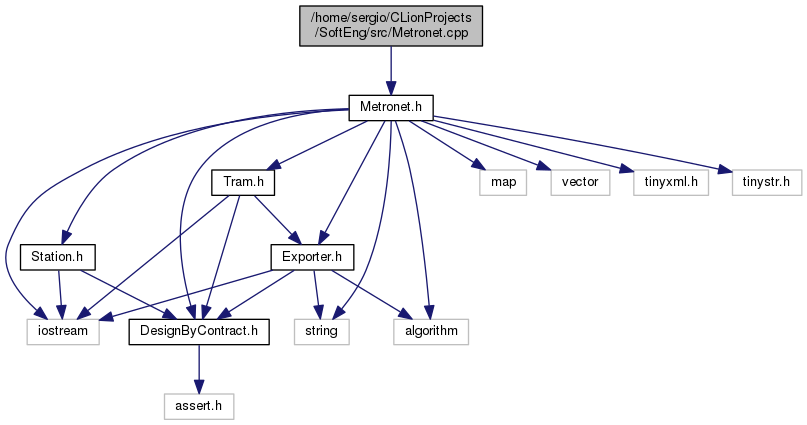 /home/sergio/CLionProjects
/SoftEng/src/Metronet.cpp
Metronet.h
Tram.h
map
vector
tinyxml.h
tinystr.h
Station.h
Exporter.h
iostream
DesignByContract.h
string
algorithm
assert.h